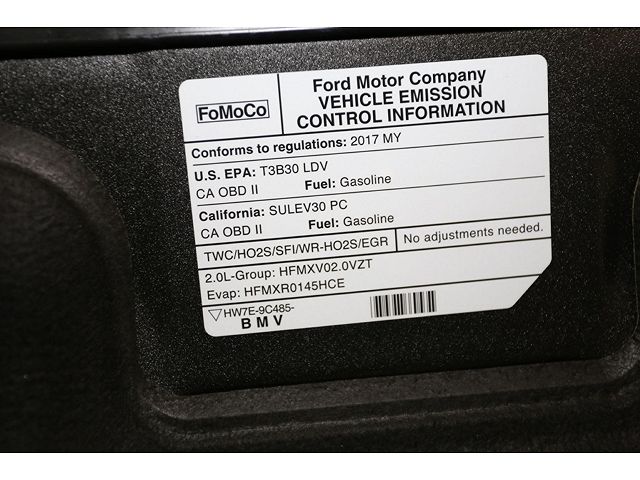 FoMoCo
Ford Motor Company
VEHICLE EMISSION
CONTROL INFORMATION
Conforms to regulations: 2017 MY
U.S. EPA: T3B30 LDV
CA OBD II Fuel: Gasoline
California: SULEV30 PC
CA OBD II Fuel: Gasoline
TWC/HO2S/SFI/WR-HO2S/EGR
No adjustments needed.
2.0L-Group: HFMXV02.0VZT
Evap: HFMXR0145HCE
HW7E-9C485-
BMV